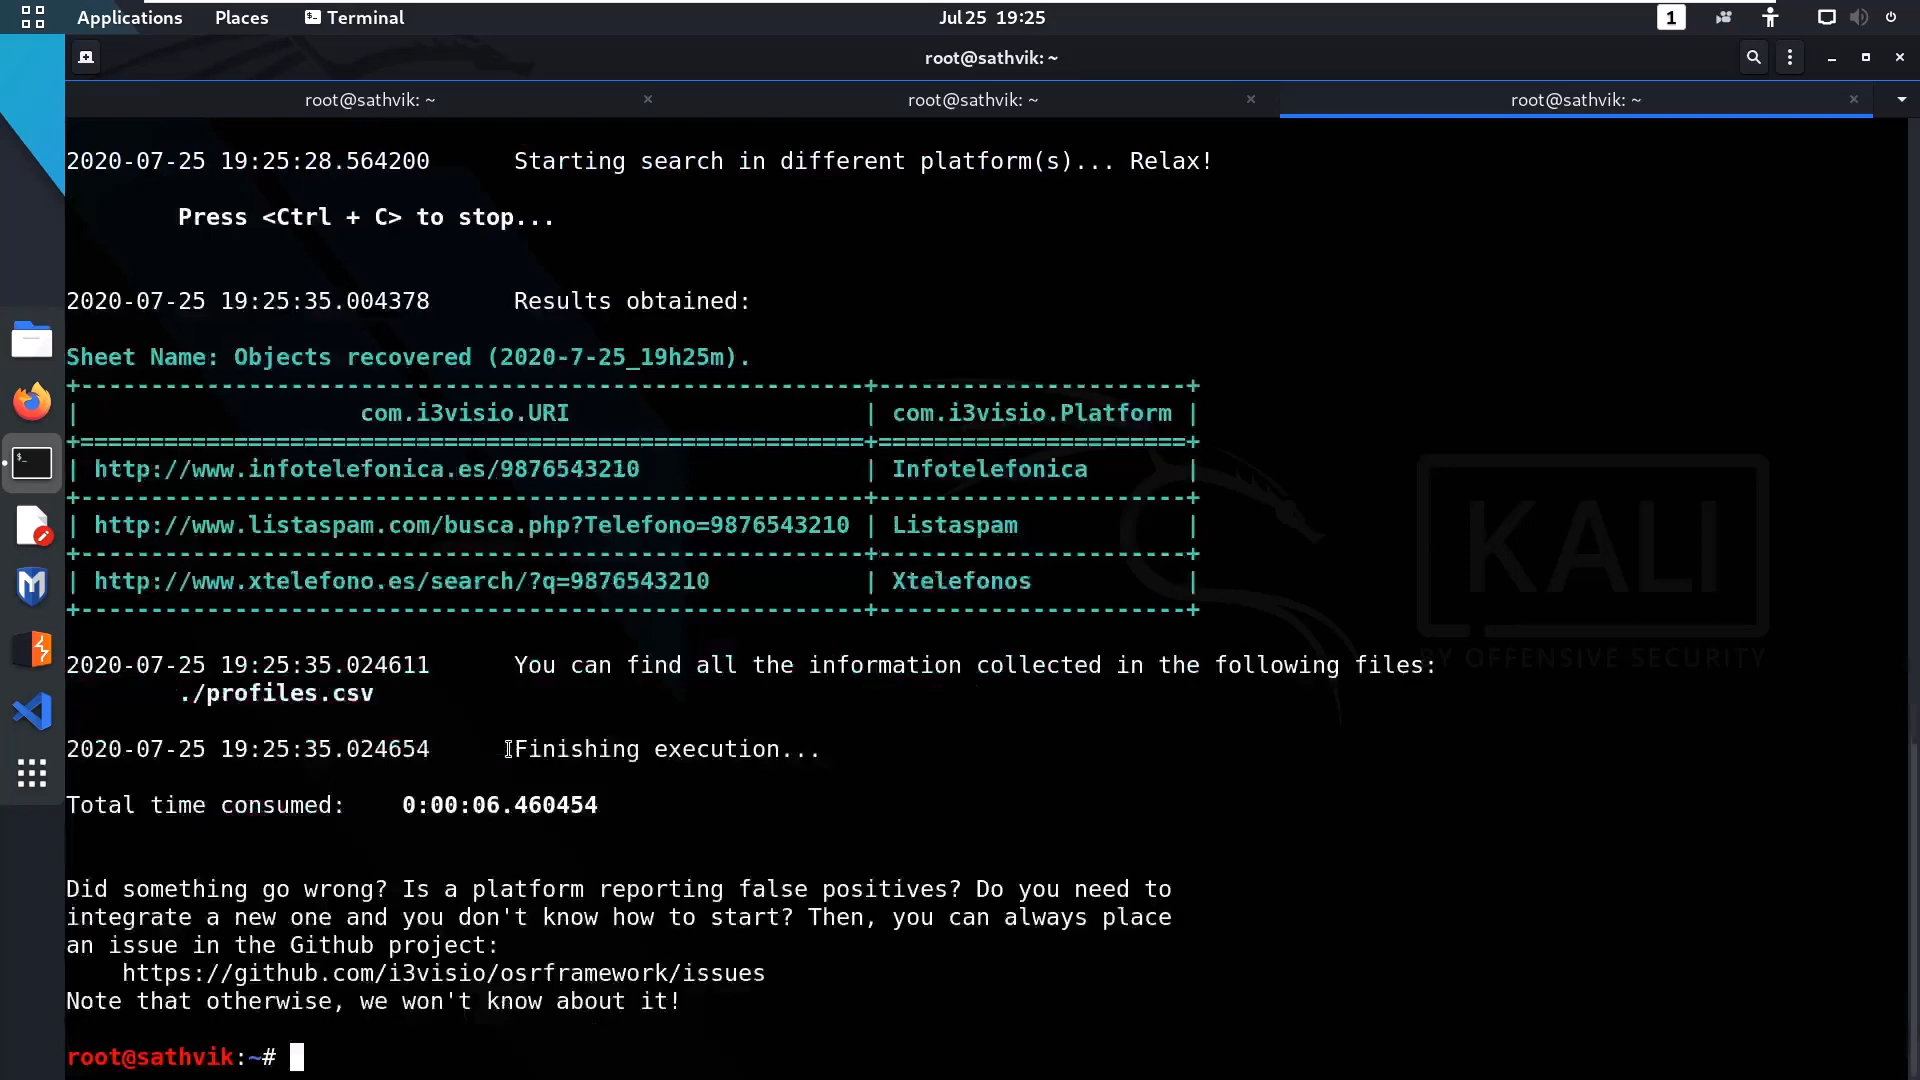 Applications Places Terminal Jul 25 19:25 1
root@sathvik: ~
root@sathvik: ~ × root@sathvik: ~ × root@sathvik: ~ ×
2020-07-25 19:25:28.564200 Starting search in different platform(s)... Relax!
Press <Ctrl + C> to stop...
2020-07-25 19:25:35.004378 Results obtained:
Sheet Name: Objects recovered (2020-7-25_19h25m).
+--------------------------------------------------------+----------------------+
| com.i3visio.URI | com.i3visio.Platform |
+========================================================+======================+
| http://www.infotelefonica.es/9876543210 | Infotelefonica |
+--------------------------------------------------------+----------------------+
| http://www.listaspam.com/busca.php?Telefono=9876543210 | Listaspam |
+--------------------------------------------------------+----------------------+
| http://www.xtelefono.es/search/?q=9876543210 | Xtelefonos |
+--------------------------------------------------------+----------------------+
KALI
BY OFFENSIVE SECURITY
2020-07-25 19:25:35.024611 You can find all the information collected in the following files:
./profiles.csv
2020-07-25 19:25:35.024654 Finishing execution...
Total time consumed: 0:00:06.460454
Did something go wrong? Is a platform reporting false positives? Do you need to
integrate a new one and you don't know how to start? Then, you can always place
an issue in the Github project:
https://github.com/i3visio/osrframework/issues
Note that otherwise, we won't know about it!
root@sathvik:~#